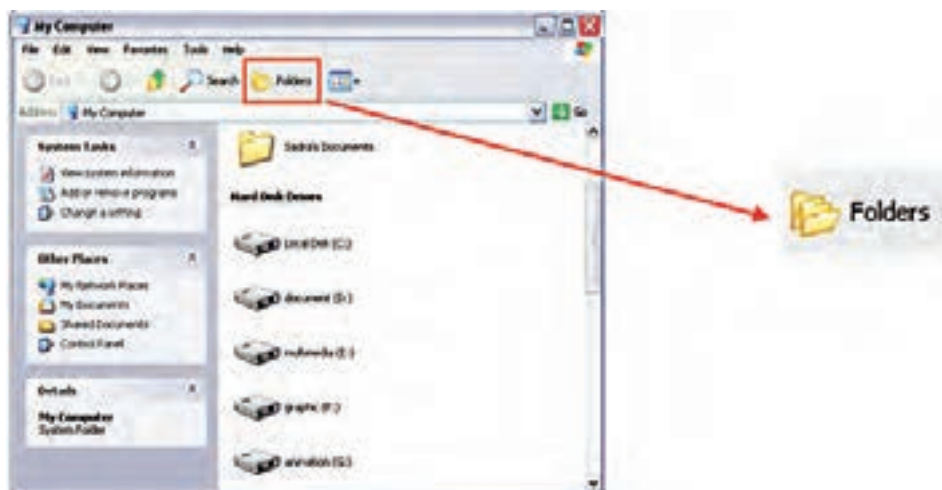 My Computer
File Edit View Favorites Tools Help
Search Folders
Address My Computer Go
System Tasks
View system information
Add or remove programs
Change a setting
Other Places
My Network Places
My Documents
Shared Documents
Control Panel
Details
My Computer
System Folder
Sadra's Documents
Hard Disk Drives
Local Disk (C:)
document (D:)
multimedia (E:)
graphic (F:)
animation (G:)
Folders